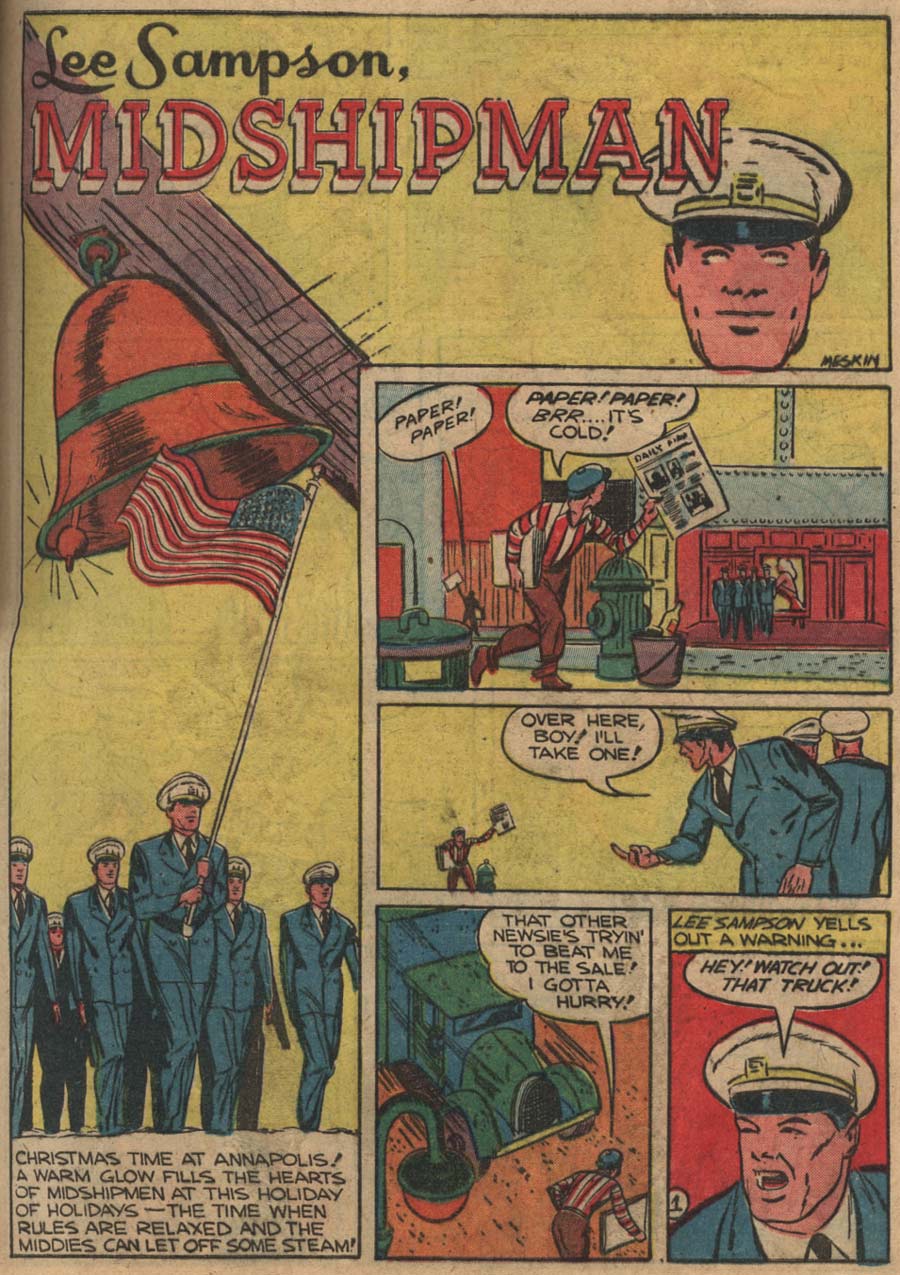 Lee Sampson,
MIDSHIPMAN
MESKIN
PAPER!
PAPER!
PAPER! PAPER!
BRR....IT'S
COLD!
OVER HERE,
BOY! I'LL
TAKE ONE!
THAT OTHER
NEWSIE'S TRYIN'
TO BEAT ME
TO THE SALE!
I GOTTA
HURRY!
LEE SAMPSON YELLS
OUT A WARNING...
HEY! WATCH OUT!
THAT TRUCK!
1
CHRISTMAS TIME AT ANNAPOLIS!
A WARM GLOW FILLS THE HEARTS
OF MIDSHIPMEN AT THIS HOLIDAY
OF HOLIDAYS — THE TIME WHEN
RULES ARE RELAXED AND THE
MIDDIES CAN LET OFF SOME STEAM!